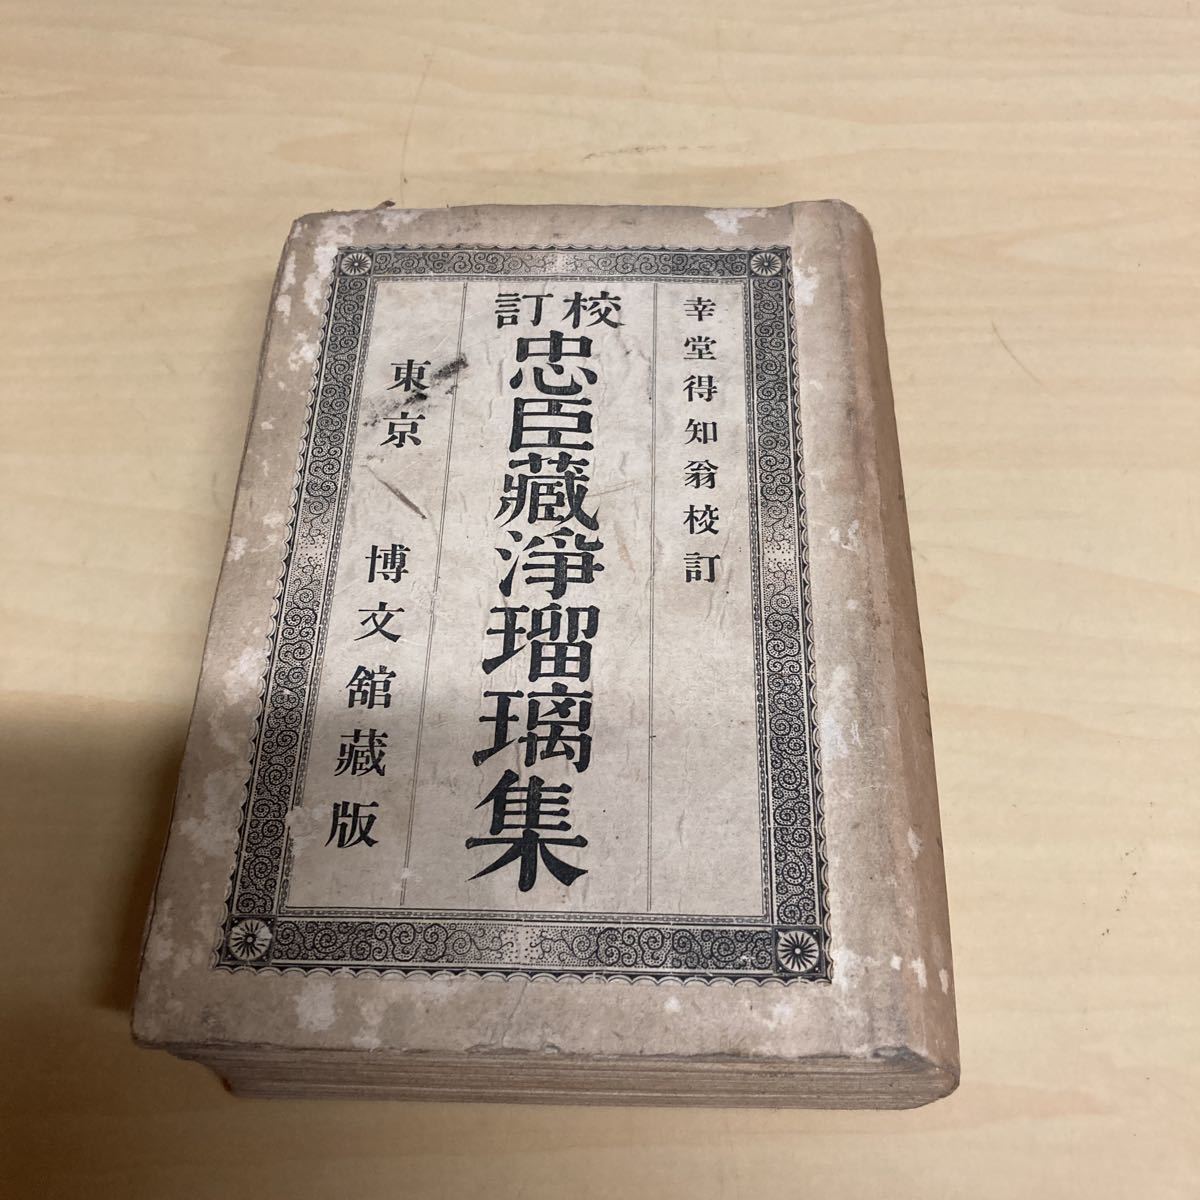 幸堂得知翁校訂
校訂
忠臣藏淨瑠璃集
東京 博文舘藏版